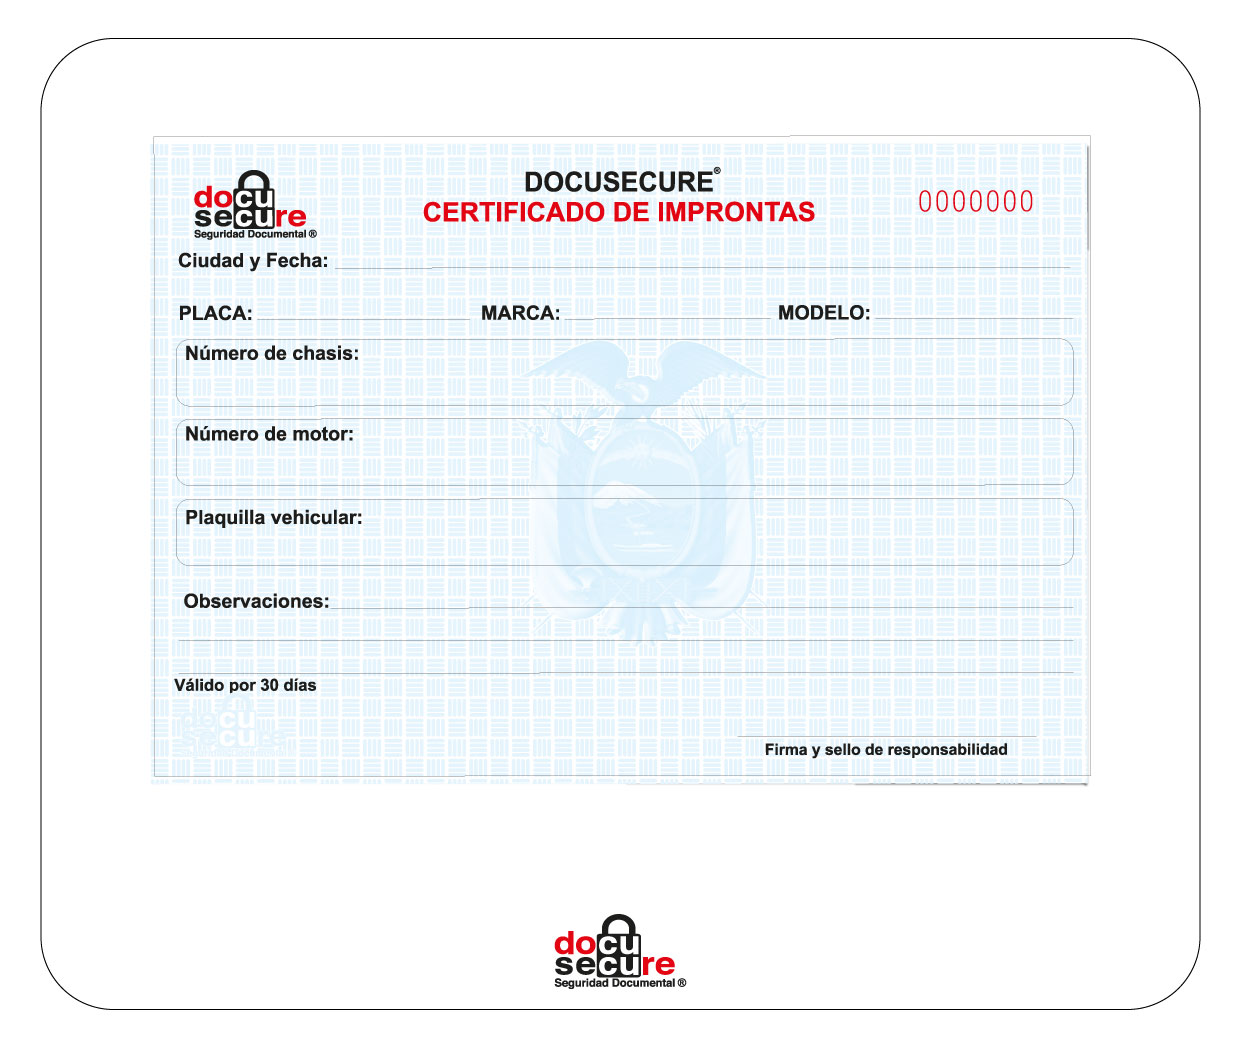 docu
secure
Seguridad Documental ®
DOCUSECURE®
CERTIFICADO DE IMPRONTAS
0000000
Ciudad y Fecha:
PLACA: MARCA: MODELO:
Número de chasis:
Número de motor:
Plaquilla vehicular:
Observaciones:
Válido por 30 días
docu
secure
Firma y sello de responsabilidad
docu
secure
Seguridad Documental ®